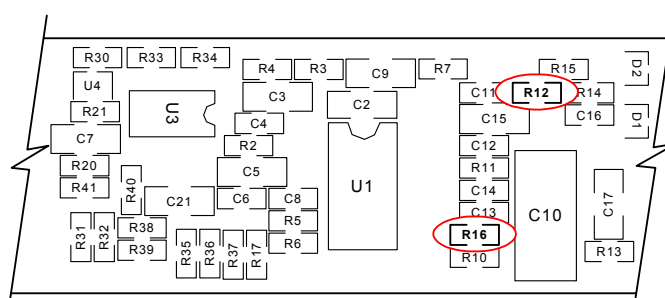 R30 R33 R34 R4 R3 C9 R7 R15 D2
U4 C3 C11 R12 R14
R21 U3 C2 C15 C16 D1
C7 C4
R2 C12
R20 C5 R11
R41 R40 C14
C21 C6 C8 U1 C13 C10 C17
R31 R32 R38 R5 R16
R39 R35 R36 R37 R17 R6 R10 R13